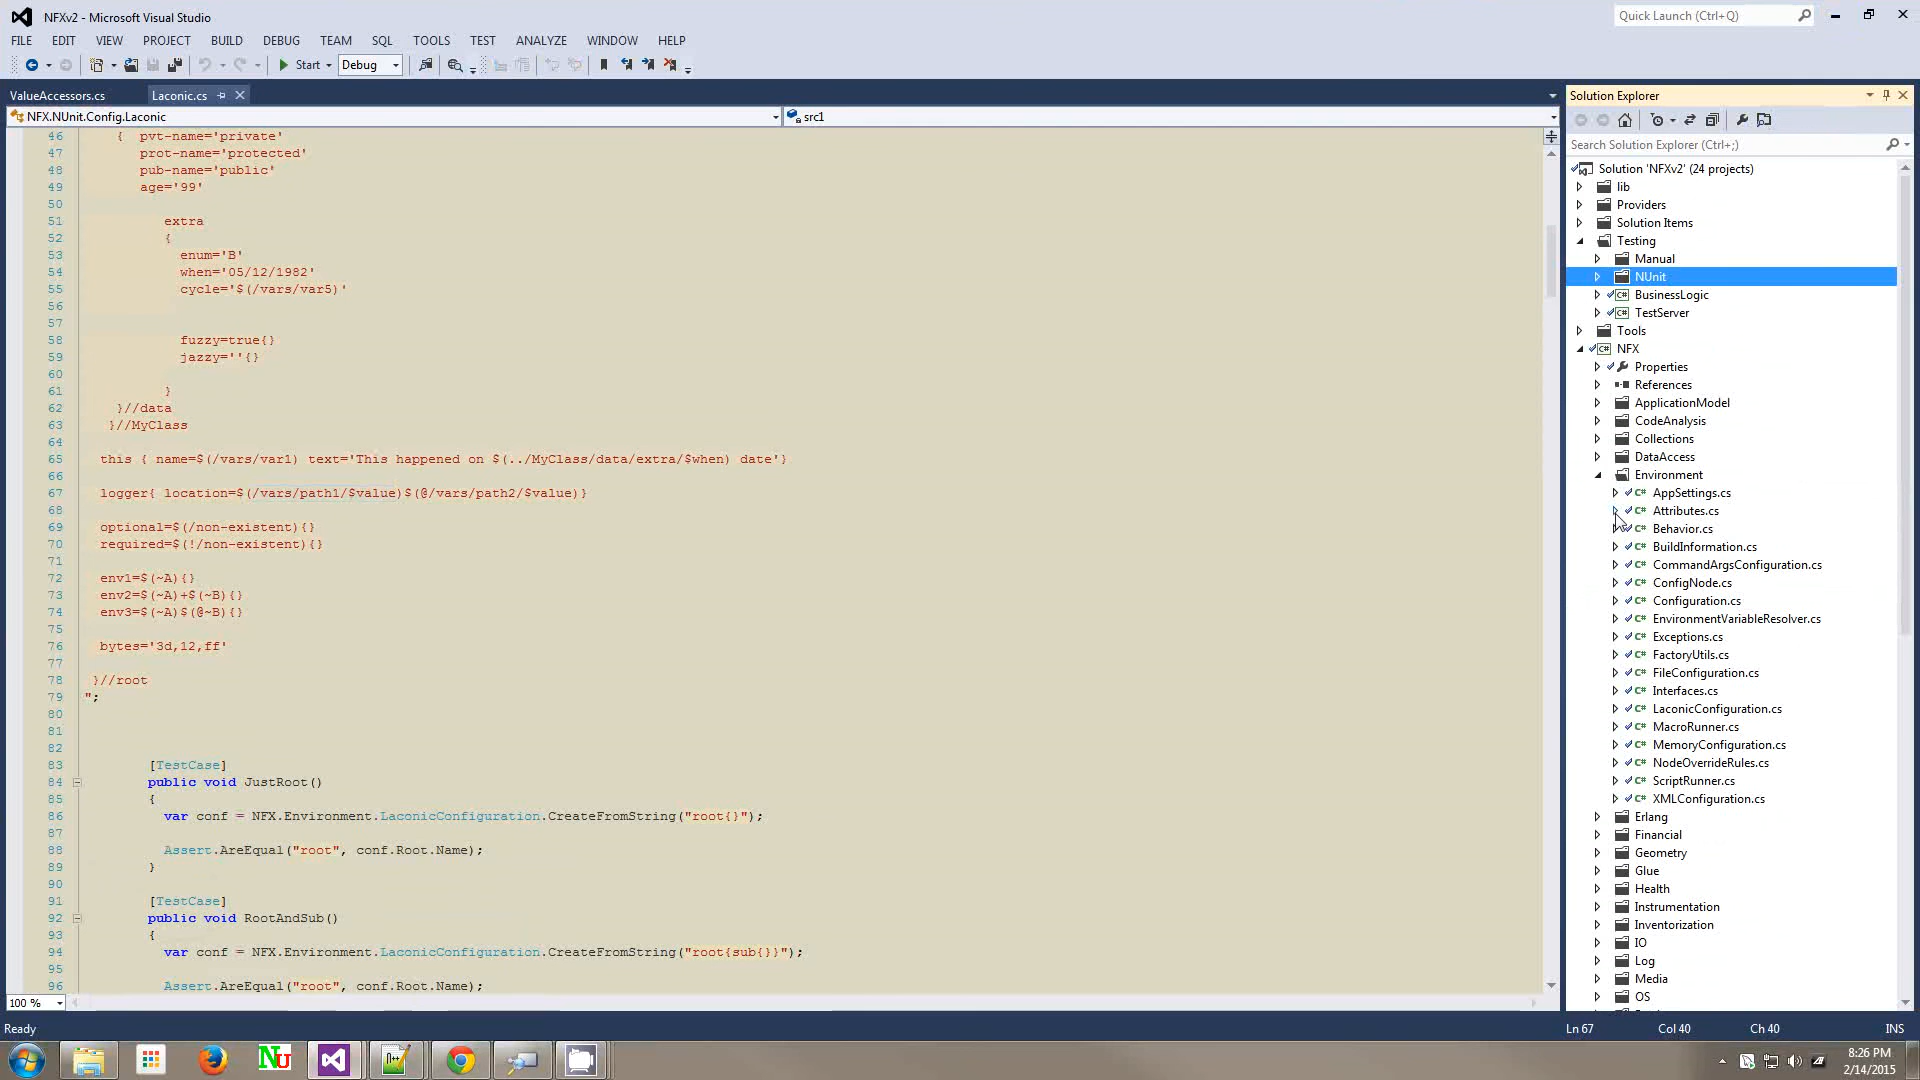 NFXv2 - Microsoft Visual Studio
Quick Launch (Ctrl+Q)
FILE EDIT VIEW PROJECT BUILD DEBUG TEAM SQL TOOLS TEST ANALYZE WINDOW HELP
Start Debug
ValueAccessors.cs Laconic.cs
NFX.NUnit.Config.Laconic src1
46 { pvt-name='private'
47 prot-name='protected'
48 pub-name='public'
49 age='99'
50
51 extra
52 {
53 enum='B'
54 when='05/12/1982'
55 cycle='$(/vars/var5)'
56
57
58 fuzzy=true{}
59 jazzy=''{}
60
61 }
62 }//data
63 }//MyClass
64
65 this { name=$(/vars/var1) text='This happened on $(../MyClass/data/extra/$when) date'}
66
67 logger{ location=$(/vars/path1/$value)$(@/vars/path2/$value)}
68
69 optional=$(/non-existent){}
70 required=$(!/non-existent){}
71
72 env1=$(~A){}
73 env2=$(~A)+$(~B){}
74 env3=$(~A)$(@~B){}
75
76 bytes='3d,12,ff'
77
78 }//root
79 ";
80
81
82
83 [TestCase]
84 public void JustRoot()
85 {
86 var conf = NFX.Environment.LaconicConfiguration.CreateFromString("root{}");
87
88 Assert.AreEqual("root", conf.Root.Name);
89 }
90
91 [TestCase]
92 public void RootAndSub()
93 {
94 var conf = NFX.Environment.LaconicConfiguration.CreateFromString("root{sub{}}");
95
96 Assert.AreEqual("root", conf.Root.Name);
100 %
Solution Explorer
Search Solution Explorer (Ctrl+;)
Solution 'NFXv2' (24 projects)
lib
Providers
Solution Items
Testing
Manual
NUnit
C# BusinessLogic
C# TestServer
Tools
C# NFX
Properties
References
ApplicationModel
CodeAnalysis
Collections
DataAccess
Environment
C# AppSettings.cs
C# Attributes.cs
C# Behavior.cs
C# BuildInformation.cs
C# CommandArgsConfiguration.cs
C# ConfigNode.cs
C# Configuration.cs
C# EnvironmentVariableResolver.cs
C# Exceptions.cs
C# FactoryUtils.cs
C# FileConfiguration.cs
C# Interfaces.cs
C# LaconicConfiguration.cs
C# MacroRunner.cs
C# MemoryConfiguration.cs
C# NodeOverrideRules.cs
C# ScriptRunner.cs
C# XMLConfiguration.cs
Erlang
Financial
Geometry
Glue
Health
Instrumentation
Inventorization
IO
Log
Media
OS
Ready Ln 67 Col 40 Ch 40 INS
Nu
8:26 PM
2/14/2015